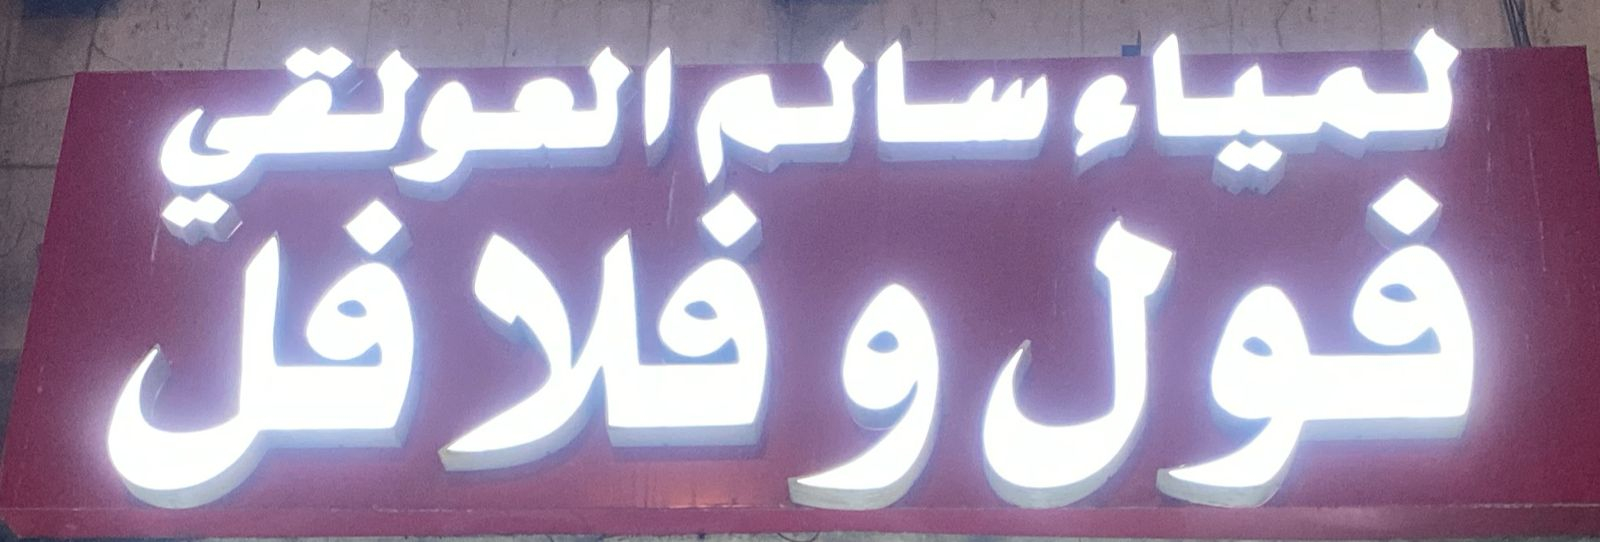 لمياء سالم العولقي
فول و فلافل